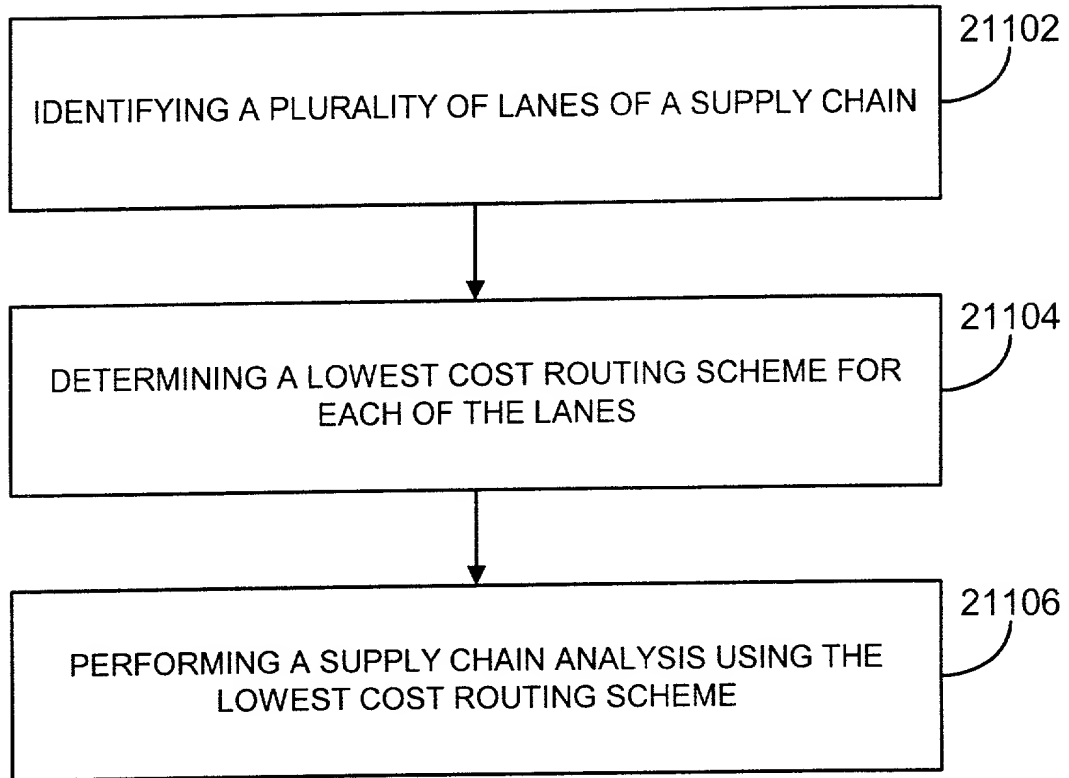 21102
IDENTIFYING A PLURALITY OF LANES OF A SUPPLY CHAIN
21104
DETERMINING A LOWEST COST ROUTING SCHEME FOR
EACH OF THE LANES
21106
PERFORMING A SUPPLY CHAIN ANALYSIS USING THE
LOWEST COST ROUTING SCHEME